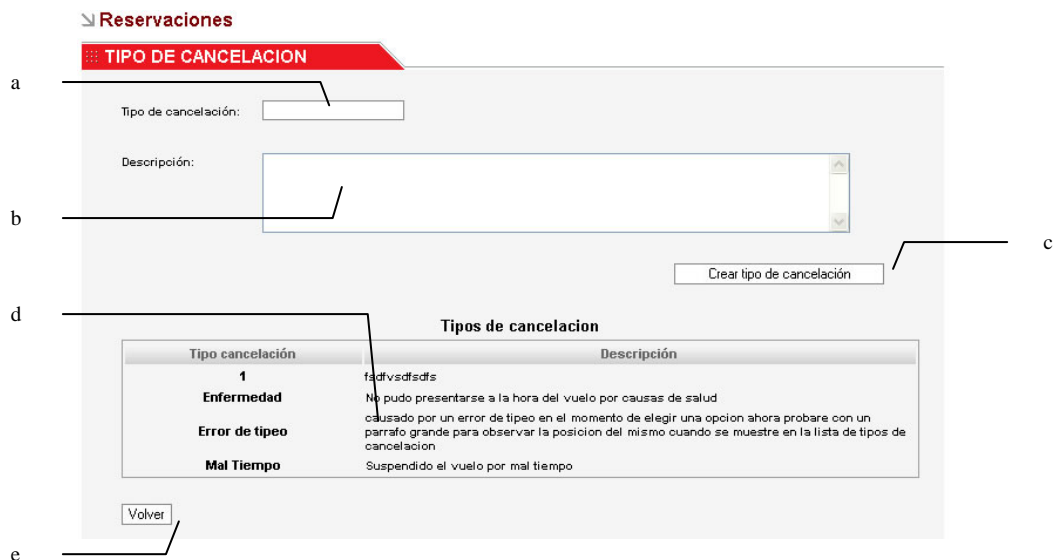 Reservaciones
TIPO DE CANCELACION
a
Tipo de cancelación:
Descripción:
b
c
Crear tipo de cancelación
d
Tipos de cancelacion
Tipo cancelación Descripción
1 fsdfvsdfsdfs
Enfermedad No pudo presentarse a la hora del vuelo por causas de salud
causado por un error de tipeo en el momento de elegir una opcion ahora probare con un
Error de tipeo parrafo grande para observar la posicion del mismo cuando se muestre en la lista de tipos de
cancelacion
Mal Tiempo Suspendido el vuelo por mal tiempo
Volver
e